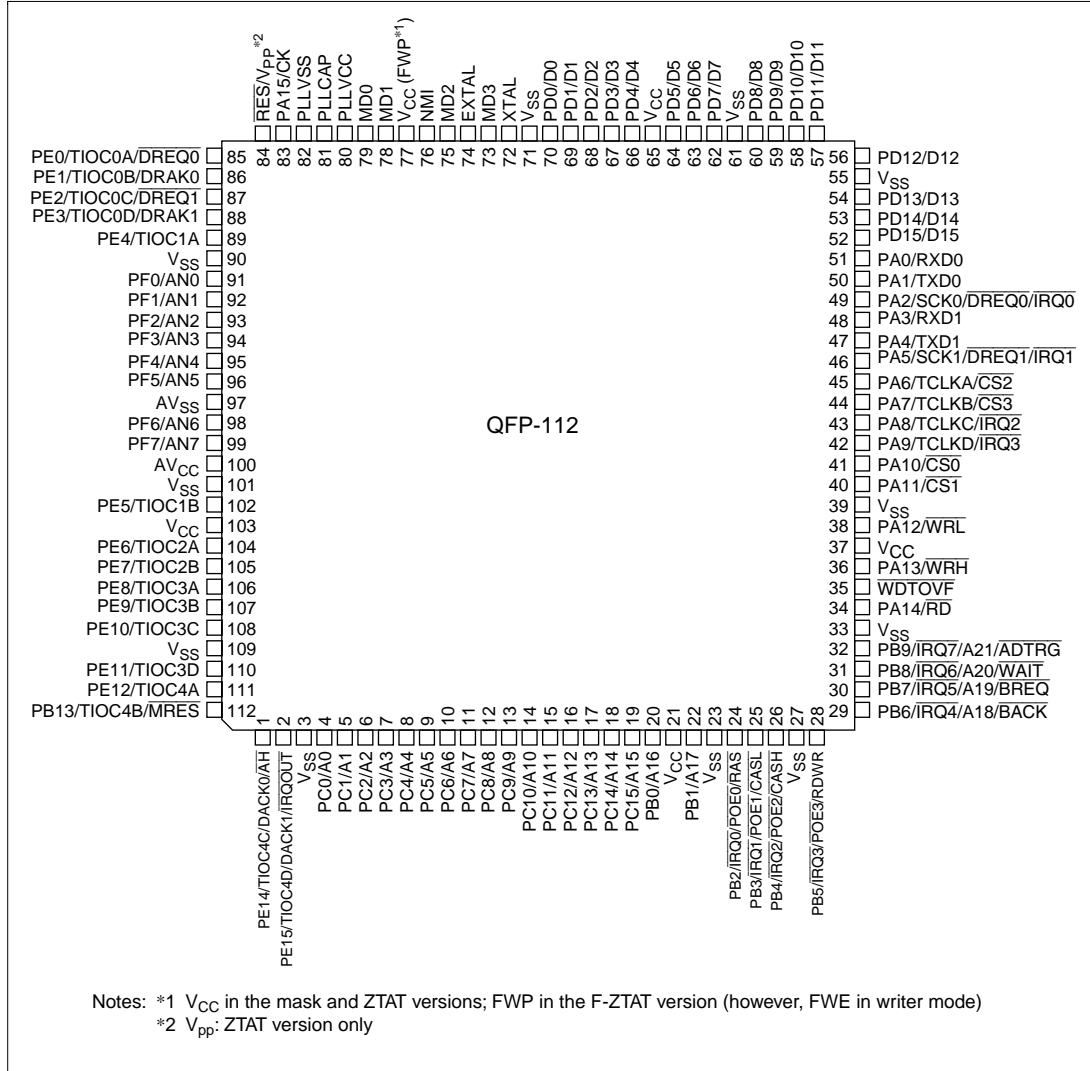 RES/VPP*2
PA15/CK
PLLVSS
PLLCAP
PLLVCC
MD0
MD1
VCC (FWP*1)
NMI
MD2
EXTAL
MD3
XTAL
VSS
PD0/D0
PD1/D1
PD2/D2
PD3/D3
PD4/D4
VCC
PD5/D5
PD6/D6
PD7/D7
VSS
PD8/D8
PD9/D9
PD10/D10
PD11/D11
84 83 82 81 80 79 78 77 76 75 74 73 72 71 70 69 68 67 66 65 64 63 62 61 60 59 58 57
PE0/TIOC0A/DREQ0 85
PE1/TIOC0B/DRAK0 86
PE2/TIOC0C/DREQ1 87
PE3/TIOC0D/DRAK1 88
PE4/TIOC1A 89
VSS 90
PF0/AN0 91
PF1/AN1 92
PF2/AN2 93
PF3/AN3 94
PF4/AN4 95
PF5/AN5 96
AVSS 97
PF6/AN6 98
PF7/AN7 99
AVCC 100
VSS 101
PE5/TIOC1B 102
VCC 103
PE6/TIOC2A 104
PE7/TIOC2B 105
PE8/TIOC3A 106
PE9/TIOC3B 107
PE10/TIOC3C 108
VSS 109
PE11/TIOC3D 110
PE12/TIOC4A 111
PB13/TIOC4B/MRES 112
QFP-112
56 PD12/D12
55 VSS
54 PD13/D13
53 PD14/D14
52 PD15/D15
51 PA0/RXD0
50 PA1/TXD0
49 PA2/SCK0/DREQ0/IRQ0
48 PA3/RXD1
47 PA4/TXD1
46 PA5/SCK1/DREQ1/IRQ1
45 PA6/TCLKA/CS2
44 PA7/TCLKB/CS3
43 PA8/TCLKC/IRQ2
42 PA9/TCLKD/IRQ3
41 PA10/CS0
40 PA11/CS1
39 VSS
38 PA12/WRL
37 VCC
36 PA13/WRH
35 WDTOVF
34 PA14/RD
33 VSS
32 PB9/IRQ7/A21/ADTRG
31 PB8/IRQ6/A20/WAIT
30 PB7/IRQ5/A19/BREQ
29 PB6/IRQ4/A18/BACK
1 2 3 4 5 6 7 8 9 10 11 12 13 14 15 16 17 18 19 20 21 22 23 24 25 26 27 28
PE14/TIOC4C/DACK0/AH
PE15/TIOC4D/DACK1/IRQOUT
VSS
PC0/A0
PC1/A1
PC2/A2
PC3/A3
PC4/A4
PC5/A5
PC6/A6
PC7/A7
PC8/A8
PC9/A9
PC10/A10
PC11/A11
PC12/A12
PC13/A13
PC14/A14
PC15/A15
PB0/A16
VCC
PB1/A17
VSS
PB2/IRQ0/POE0/RAS
PB3/IRQ1/POE1/CASL
PB4/IRQ2/POE2/CASH
VSS
PB5/IRQ3/POE3/RDWR
Notes: *1 VCC in the mask and ZTAT versions; FWP in the F-ZTAT version (however, FWE in writer mode)
*2 Vpp: ZTAT version only